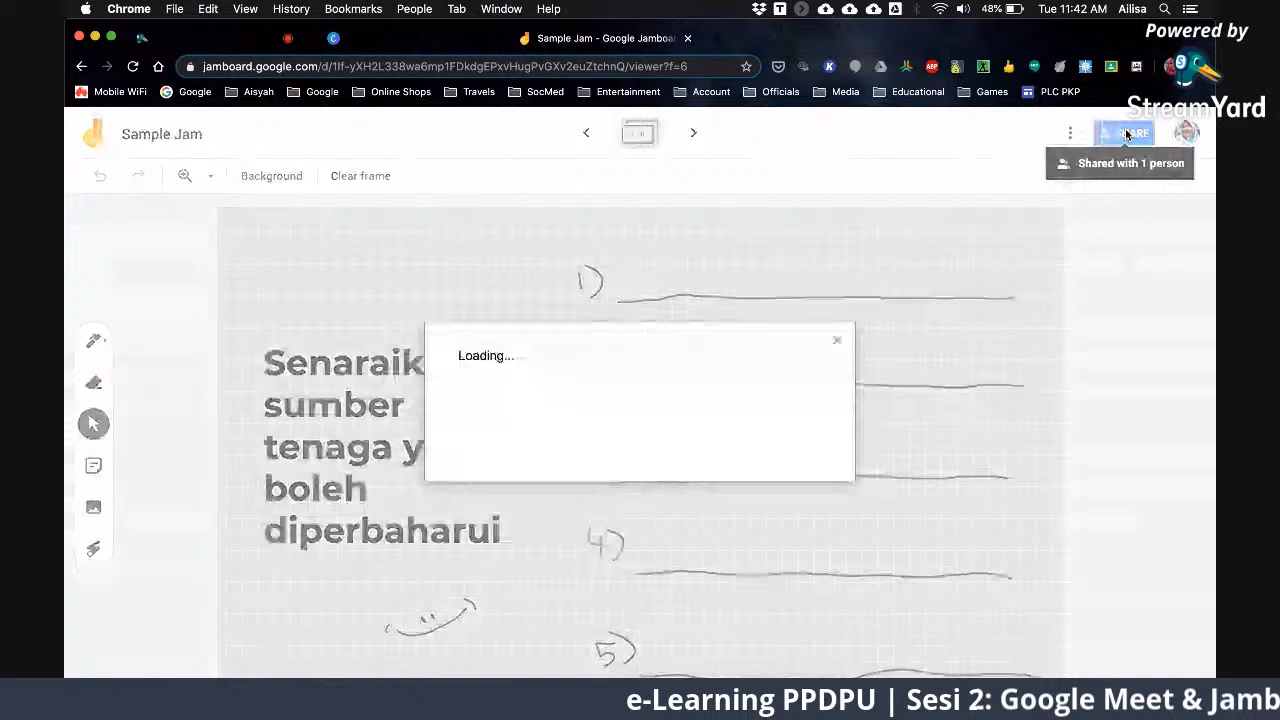 Chrome File Edit View History Bookmarks People Tab Window Help
48% Tue 11:42 AM Ailisa
Powered by
StreamYard
Sample Jam - Google Jamboar
jamboard.google.com/d/1lf-yXH2L338wa6mp1FDkdgEPxvHugPvGXv2euZtchnQ/viewer?f=6
Mobile WiFi Google Aisyah Google Online Shops Travels SocMed Entertainment Account Officials Media Educational Games PLC PKP
Sample Jam
SHARE
Shared with 1 person
Background Clear frame
1)
Loading...
Senaraik
sumber
tenaga y
boleh
diperbaharui
4)
5)
e-Learning PPDPU | Sesi 2: Google Meet & Jamb